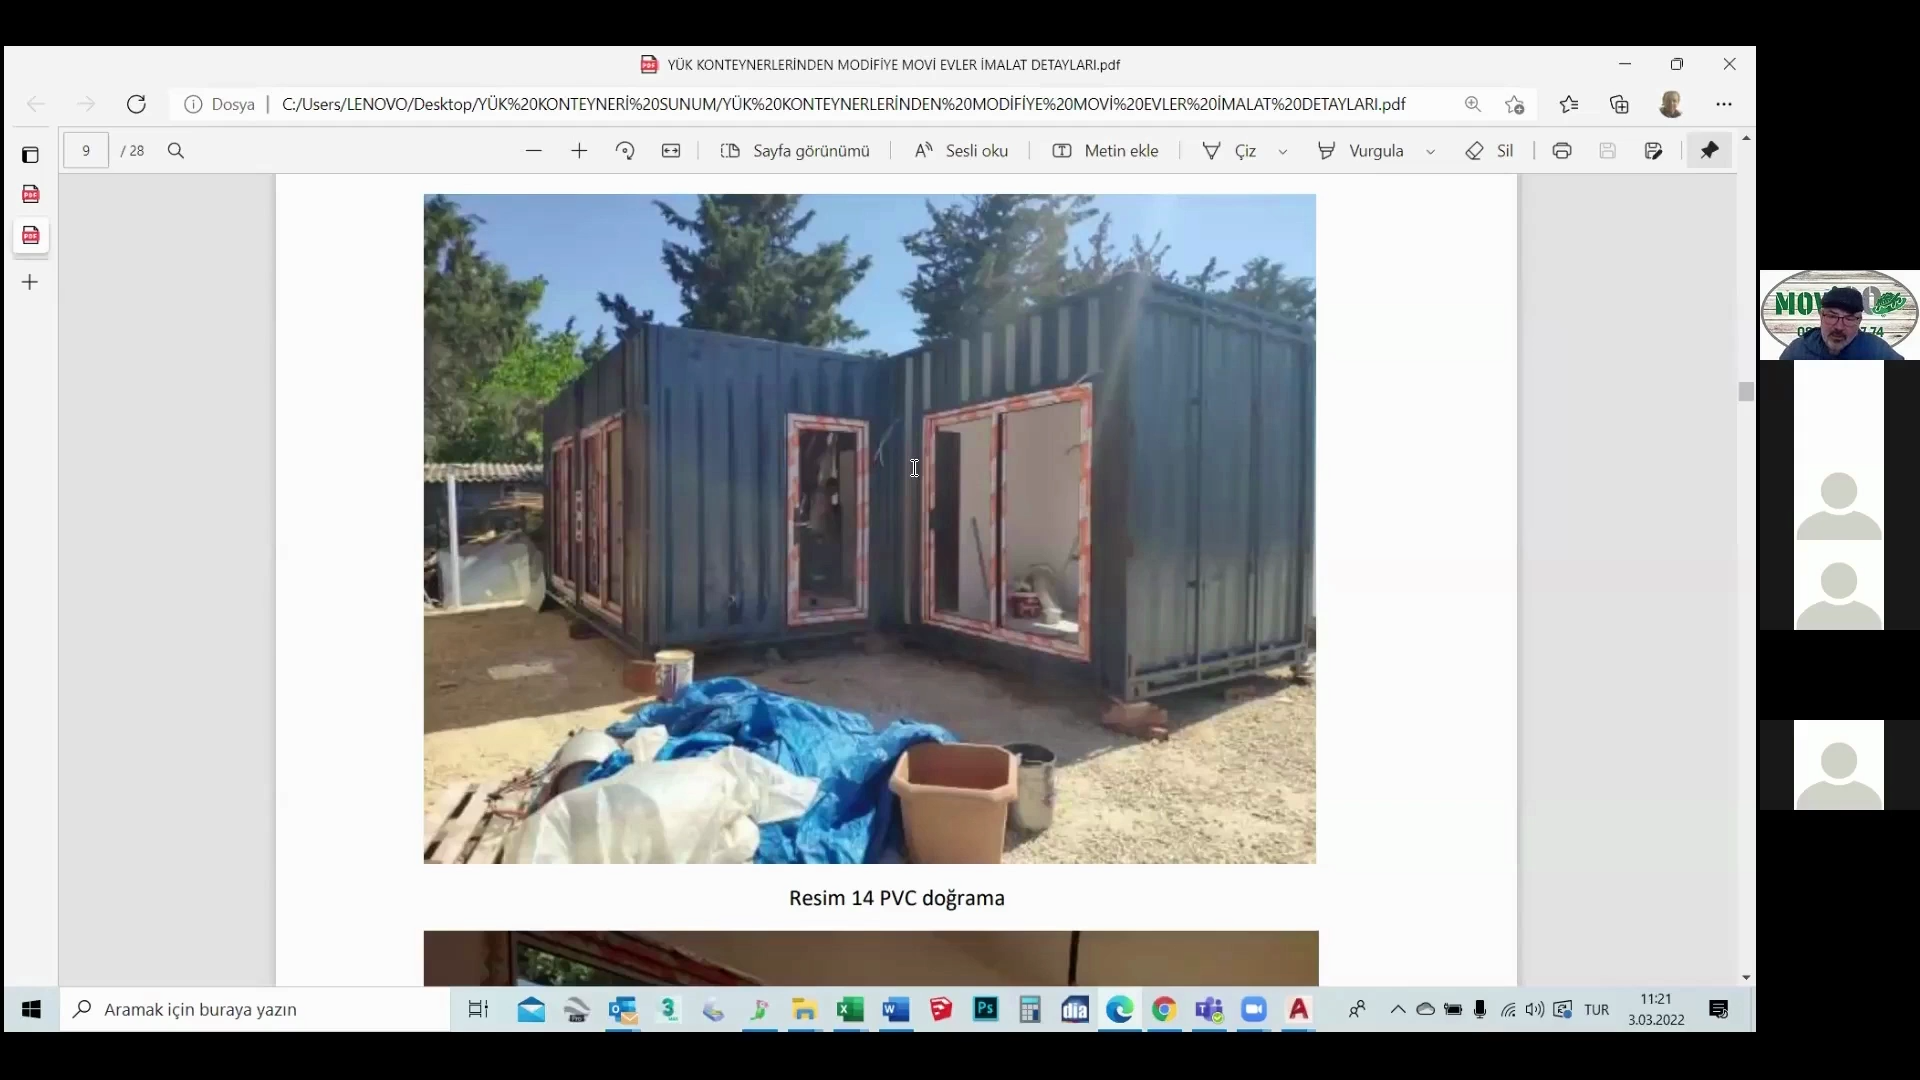 YÜK KONTEYNERLERİNDEN MODİFİYE MOVİ EVLER İMALAT DETAYLARI.pdf
Dosya
C:/Users/LENOVO/Desktop/YÜK%20KONTEYNERİ%20SUNUM/YÜK%20KONTEYNERLERİNDEN%20MODİFİYE%20MOVİ%20EVLER%20İMALAT%20DETAYLARI.pdf
9 / 28
Sayfa görünümü
Sesli oku
Metin ekle
Çiz
Vurgula
Sil
Resim 14 PVC doğrama
Aramak için buraya yazın
TUR
11:21
3.03.2022